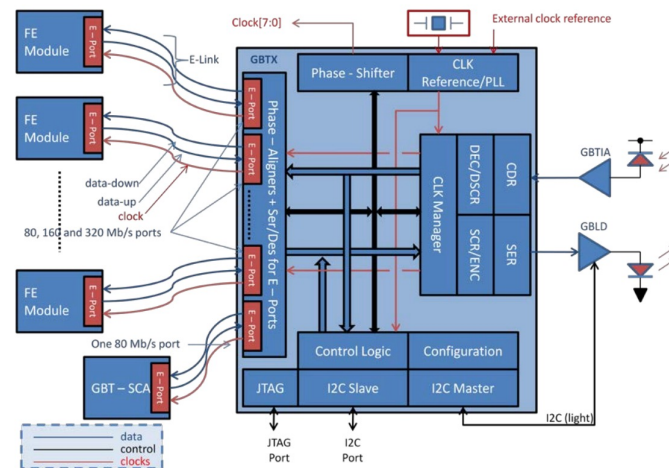 Clock[7:0]
External clock reference
FE
Module
E – Port
E-Link
GBTX
Phase - Shifter
CLK
Reference/PLL
E – Port
FE
Module
E – Port
E – Port
Phase – Aligners + Ser/Des for E – Ports
CLK Manager
DEC/DSCR
CDR
GBTIA
data-down
data-up
clock
80, 160 and 320 Mb/s ports
SCR/ENC
SER
GBLD
FE
Module
E – Port
E – Port
One 80 Mb/s port
E – Port
Control Logic
Configuration
GBT – SCA
E – Port
JTAG
I2C Slave
I2C Master
I2C (light)
data
control
clocks
JTAG
Port
I2C
Port